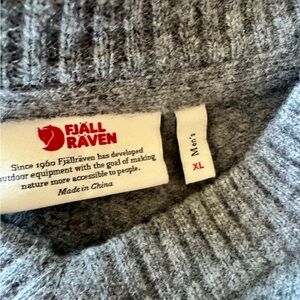 FJÄLL
RÄVEN
Since 1960 Fjällräven has developed
outdoor equipment with the goal of making
nature more accessible to people.
Made in China
Men's
XL